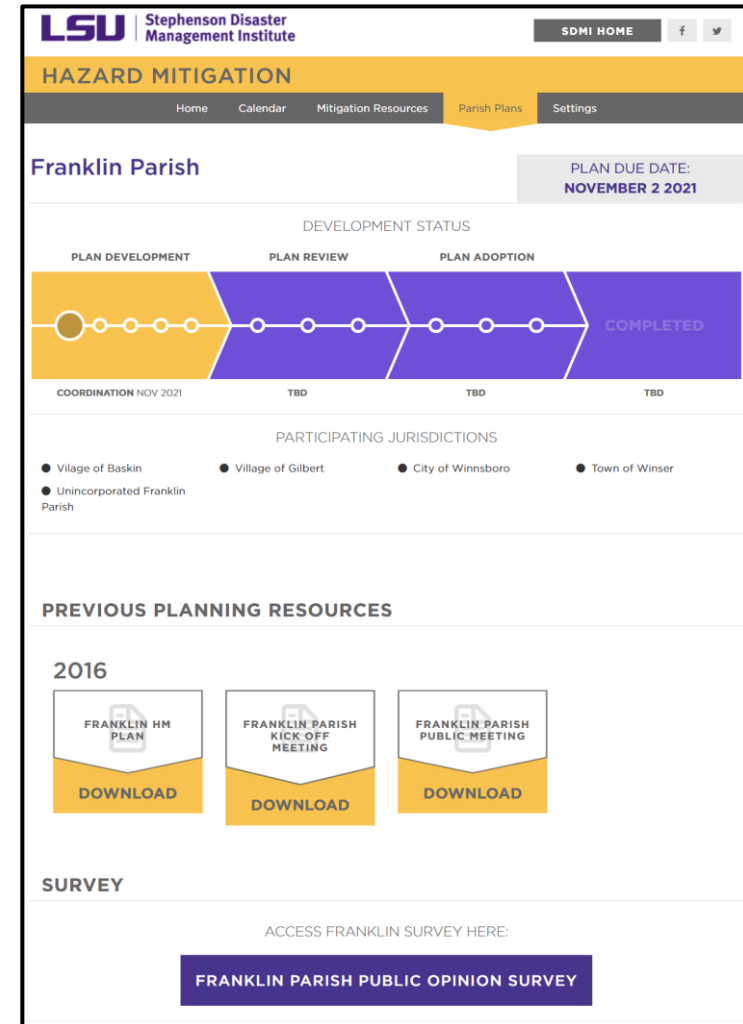 LSU Stephenson Disaster
Management Institute
SDMI HOME
f
HAZARD MITIGATION
Home Calendar Mitigation Resources Parish Plans Settings
Franklin Parish
PLAN DUE DATE:
NOVEMBER 2 2021
DEVELOPMENT STATUS
PLAN DEVELOPMENT PLAN REVIEW PLAN ADOPTION
COMPLETED
COORDINATION NOV 2021 TBD TBD TBD
PARTICIPATING JURISDICTIONS
Vilage of Baskin Village of Gilbert City of Winnsboro Town of Winser
Unincorporated Franklin
Parish
PREVIOUS PLANNING RESOURCES
2016
FRANKLIN HM
PLAN
DOWNLOAD
FRANKLIN PARISH
KICK OFF
MEETING
DOWNLOAD
FRANKLIN PARISH
PUBLIC MEETING
DOWNLOAD
SURVEY
ACCESS FRANKLIN SURVEY HERE:
FRANKLIN PARISH PUBLIC OPINION SURVEY